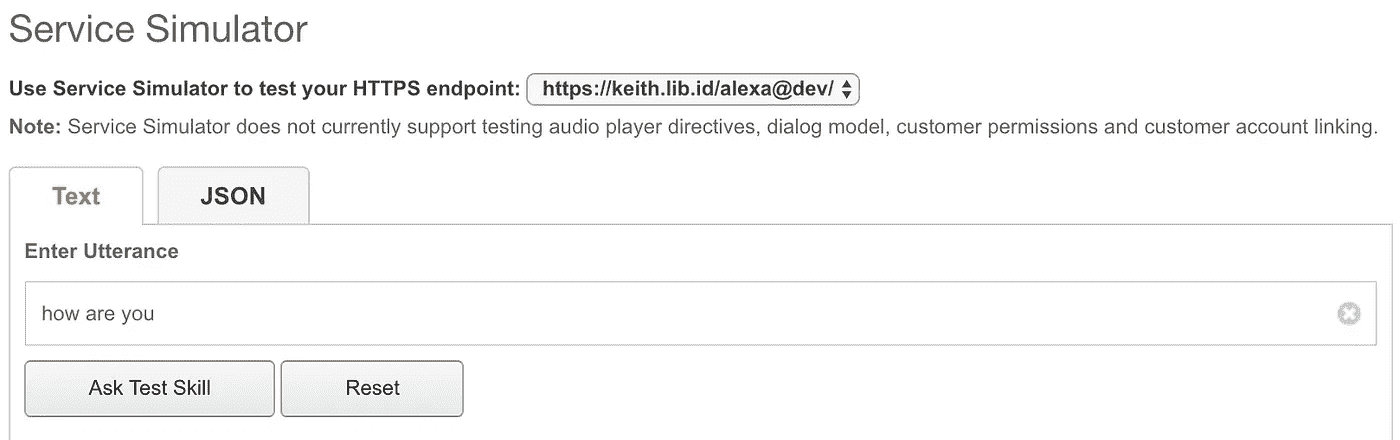 Service Simulator
Use Service Simulator to test your HTTPS endpoint: https://keith.lib.id/alexa@dev/
Note: Service Simulator does not currently support testing audio player directives, dialog model, customer permissions and customer account linking.
Text JSON
Enter Utterance
how are you
Ask Test Skill Reset